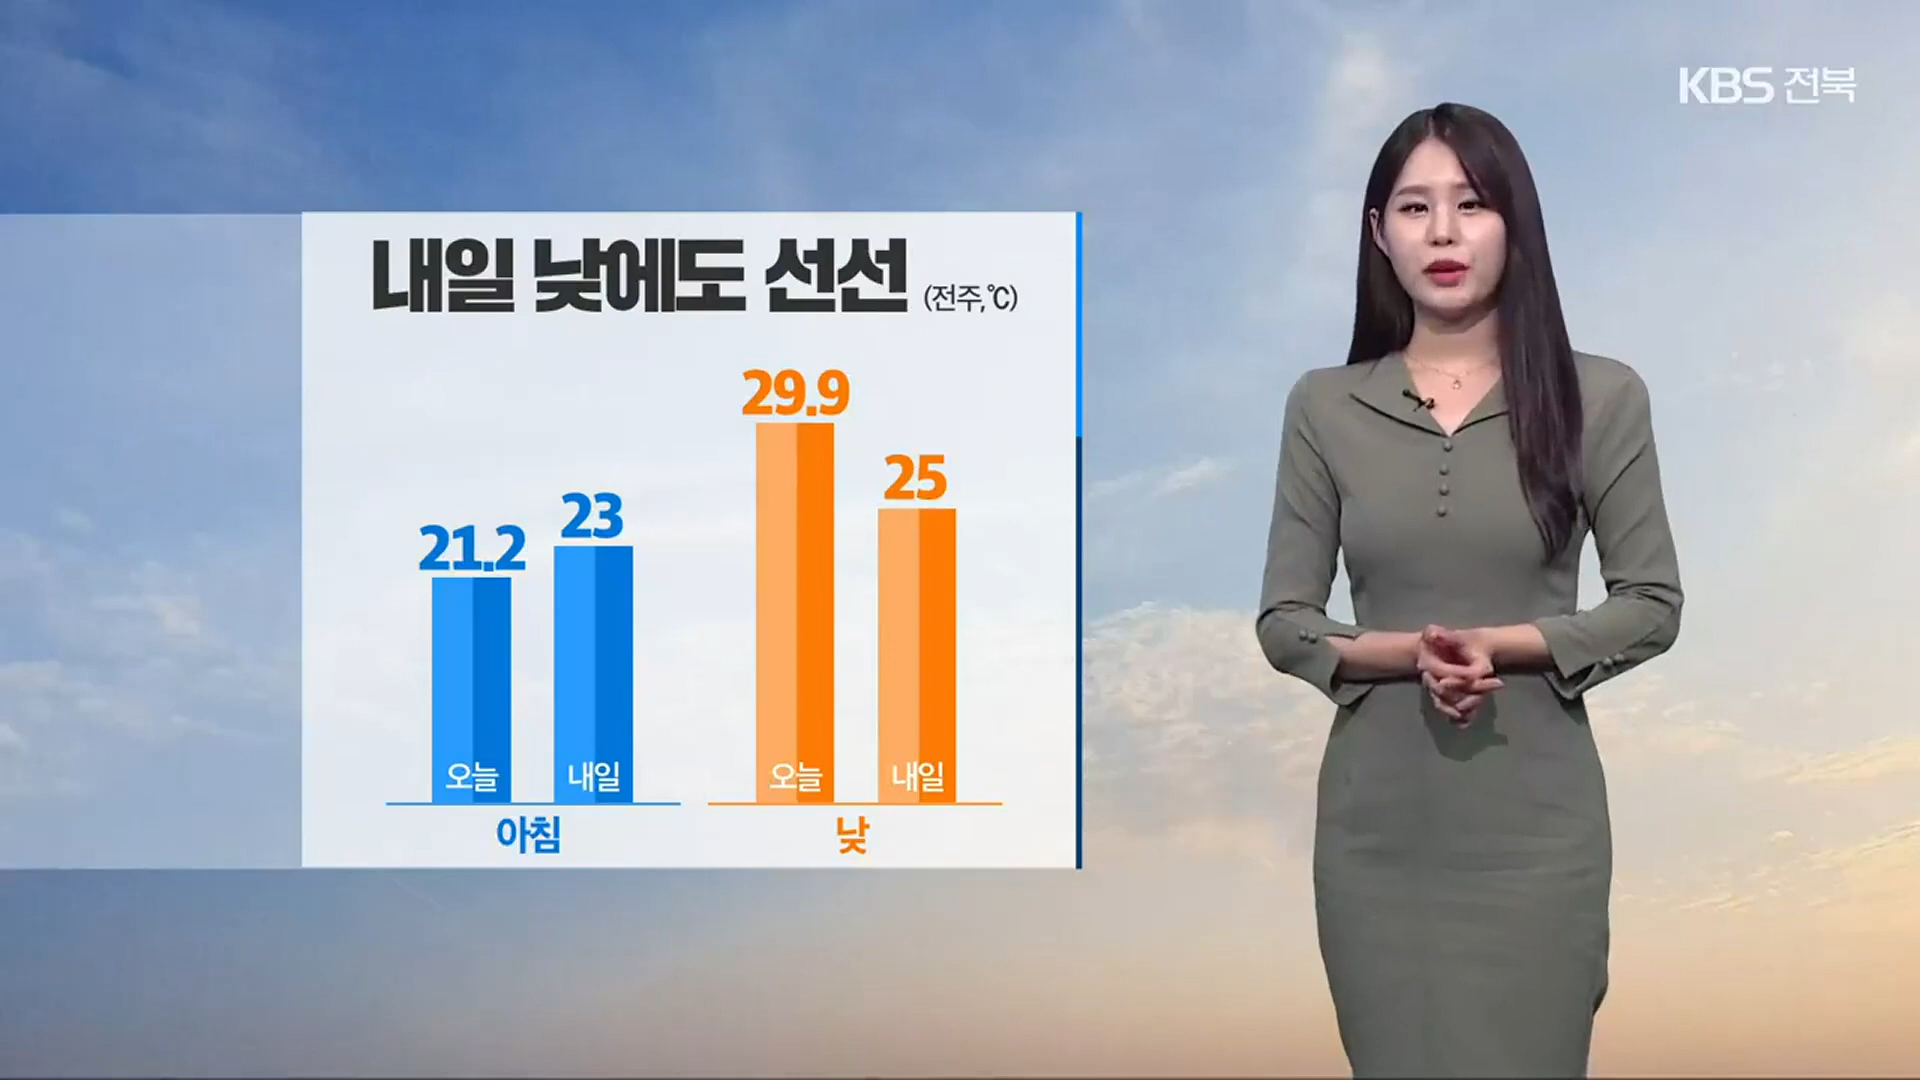 KBS 전북
내일 낮에도 선선 (전주,℃)
21.2 23 29.9 25
오늘 내일 오늘 내일
아침 낮